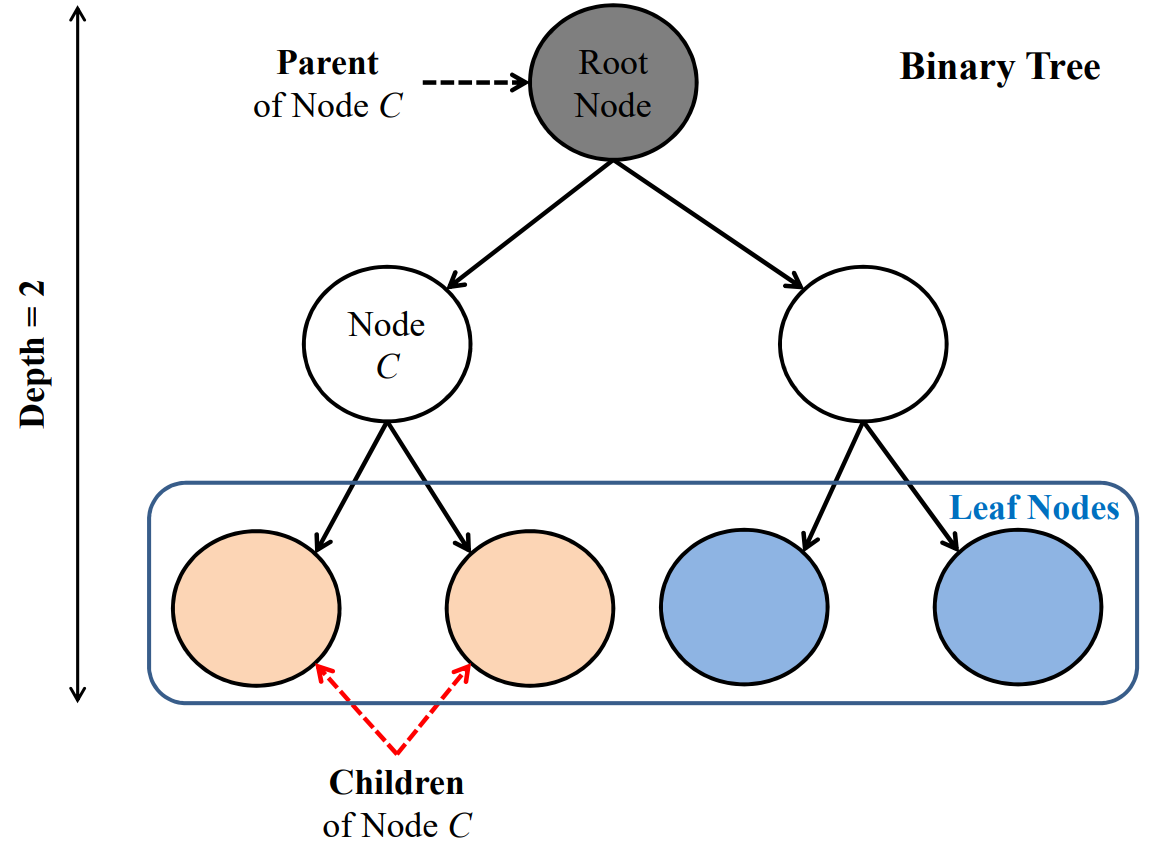 Parent
of Node C
Root
Node
Binary Tree
Depth = 2
Node
C
Leaf Nodes
Children
of Node C